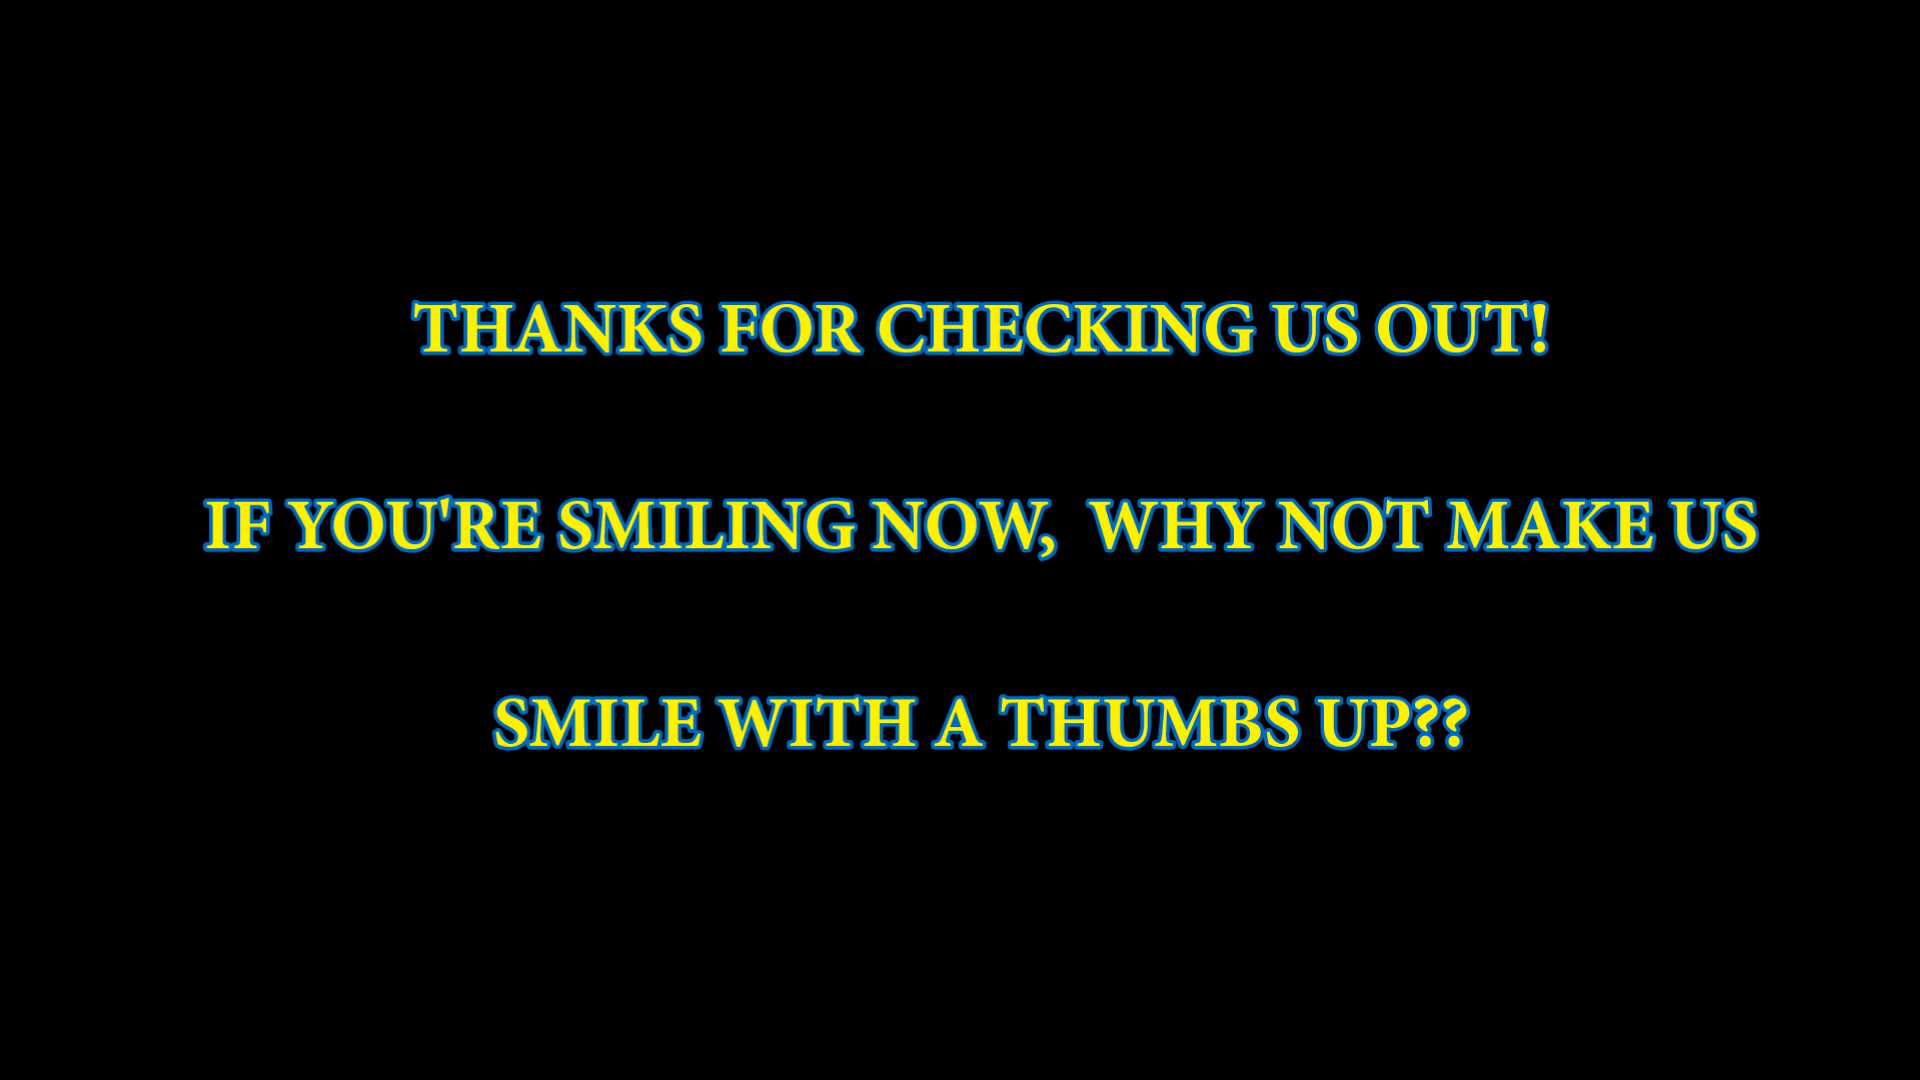 THANKS FOR CHECKING US OUT!
IF YOU'RE SMILING NOW,  WHY NOT MAKE US
SMILE WITH A THUMBS UP??